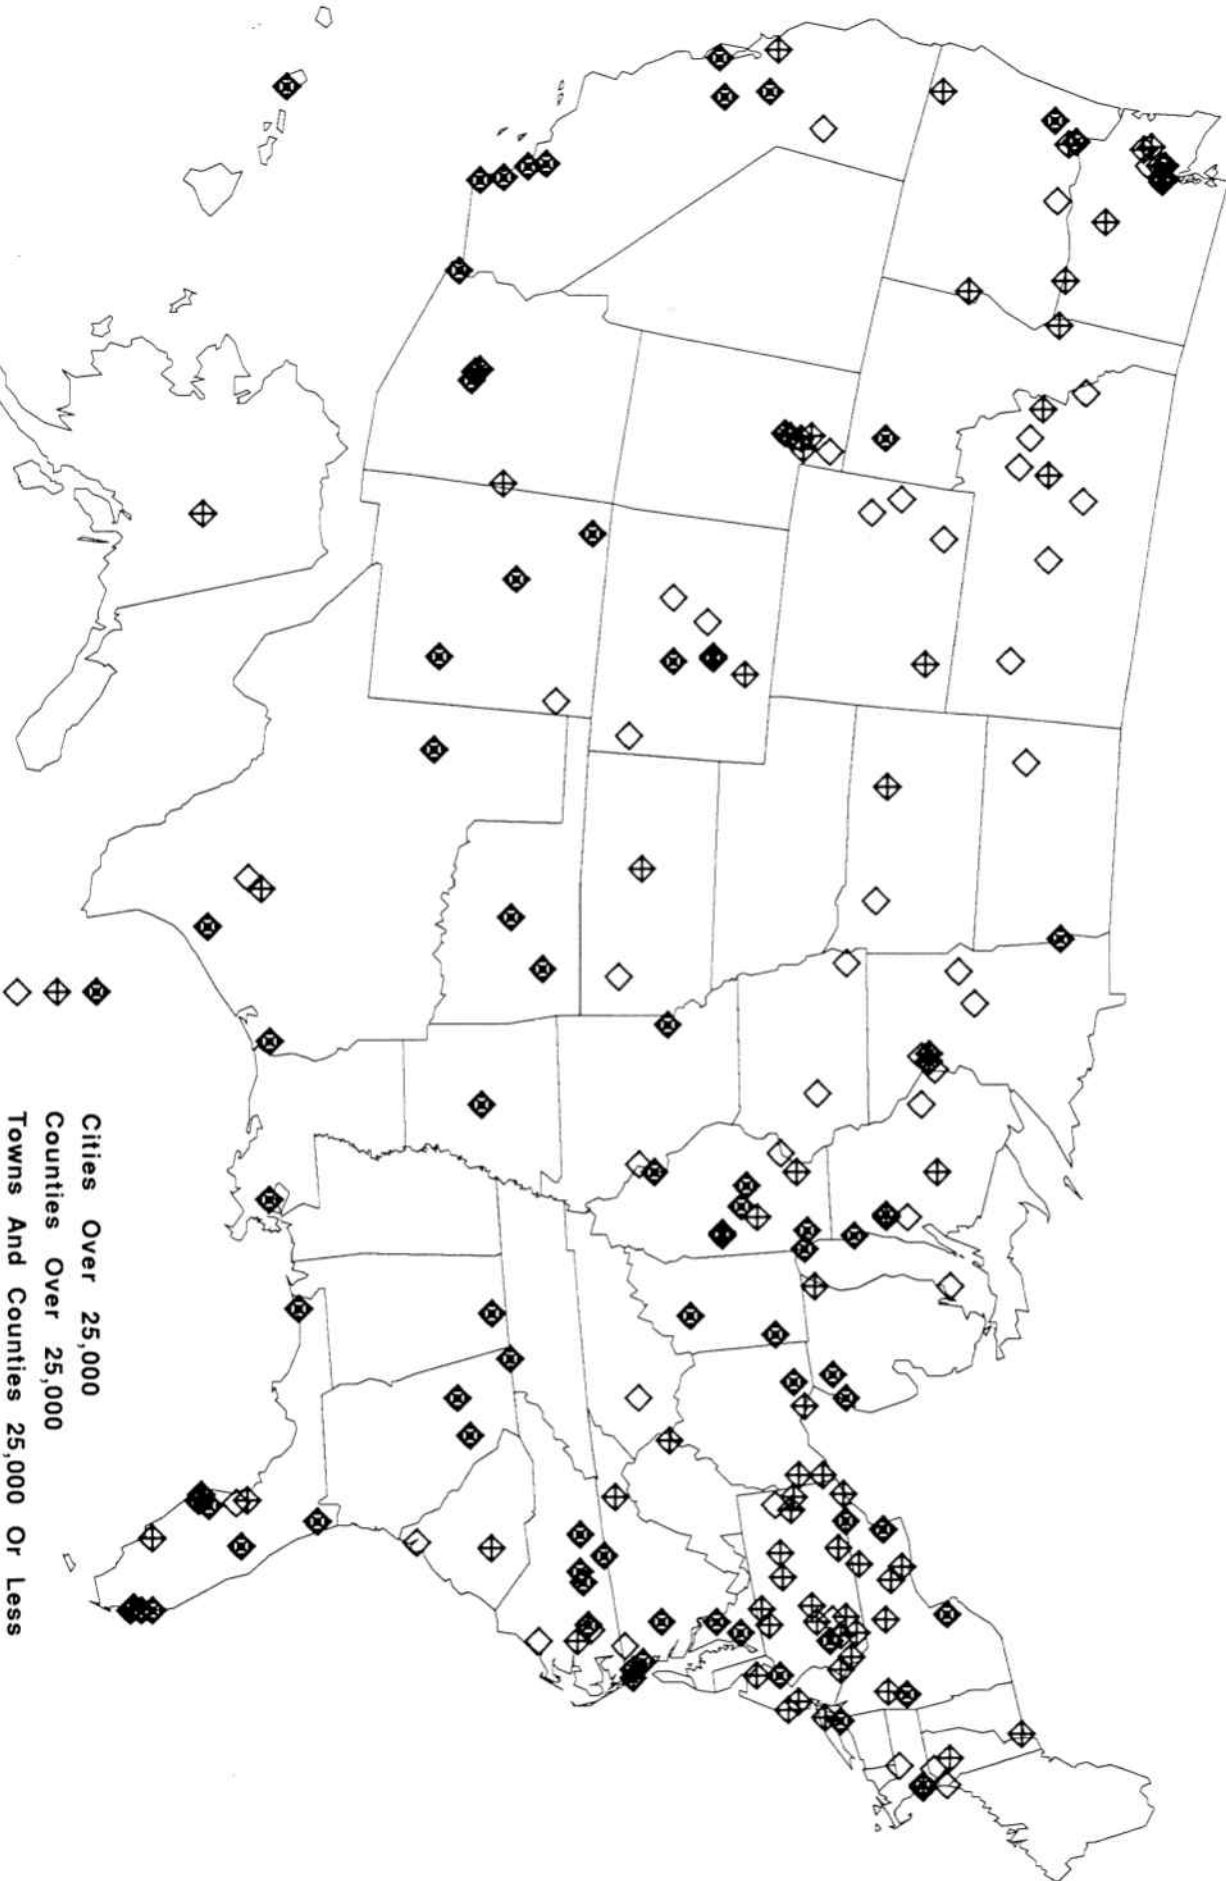 Cities Over 25,000
Counties Over 25,000
Towns And Counties 25,000 Or Less